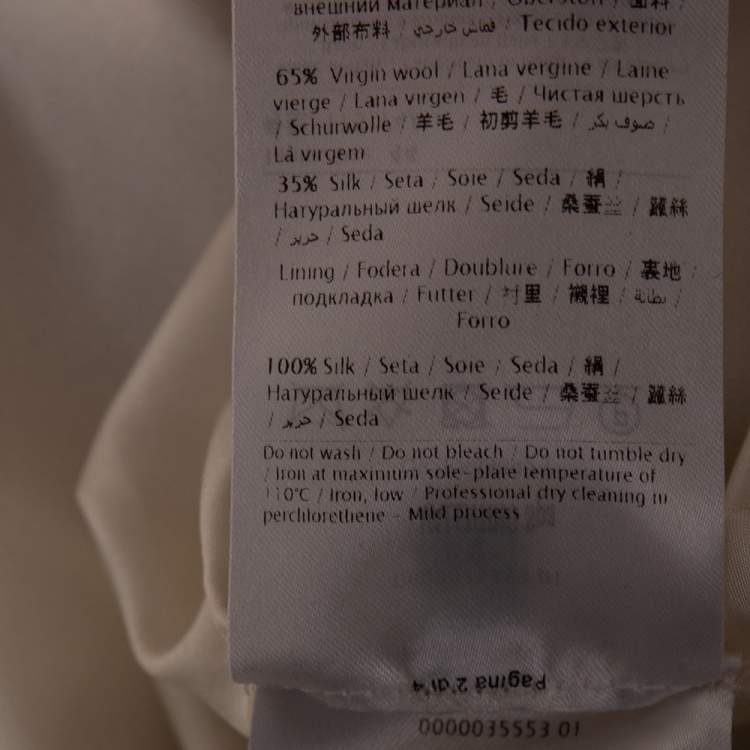 внешний материал / Oberstoff / 面料 /
外部布料 / قماش خارجي / Tecido exterior
65% Virgin wool / Lana vergine / Laine
vierge / Lana virgen / 毛 / Чистая шерсть
/ Schurwolle / 羊毛 / 初剪羊毛 / صوف بكر /
Lã virgem
35% Silk / Seta / Soie / Seda / 絹 /
Натуральный шелк / Seide / 桑蚕丝 / 蠶絲
/ حرير / Seda
Lining / Fodera / Doublure / Forro / 裏地 /
подкладка / Futter / 衬里 / 襯裡 / بطانة /
Forro
100% Silk / Seta / Soie / Seda / 絹 /
Натуральный шелк / Seide / 桑蚕丝 / 蠶絲
/ حرير / Seda
Do not wash / Do not bleach / Do not tumble dry
/ Iron at maximum sole-plate temperature of
110°C / Iron, low / Professional dry cleaning in
perchlorethene - Mild process
Pagina 2 di 4
0000035553 01